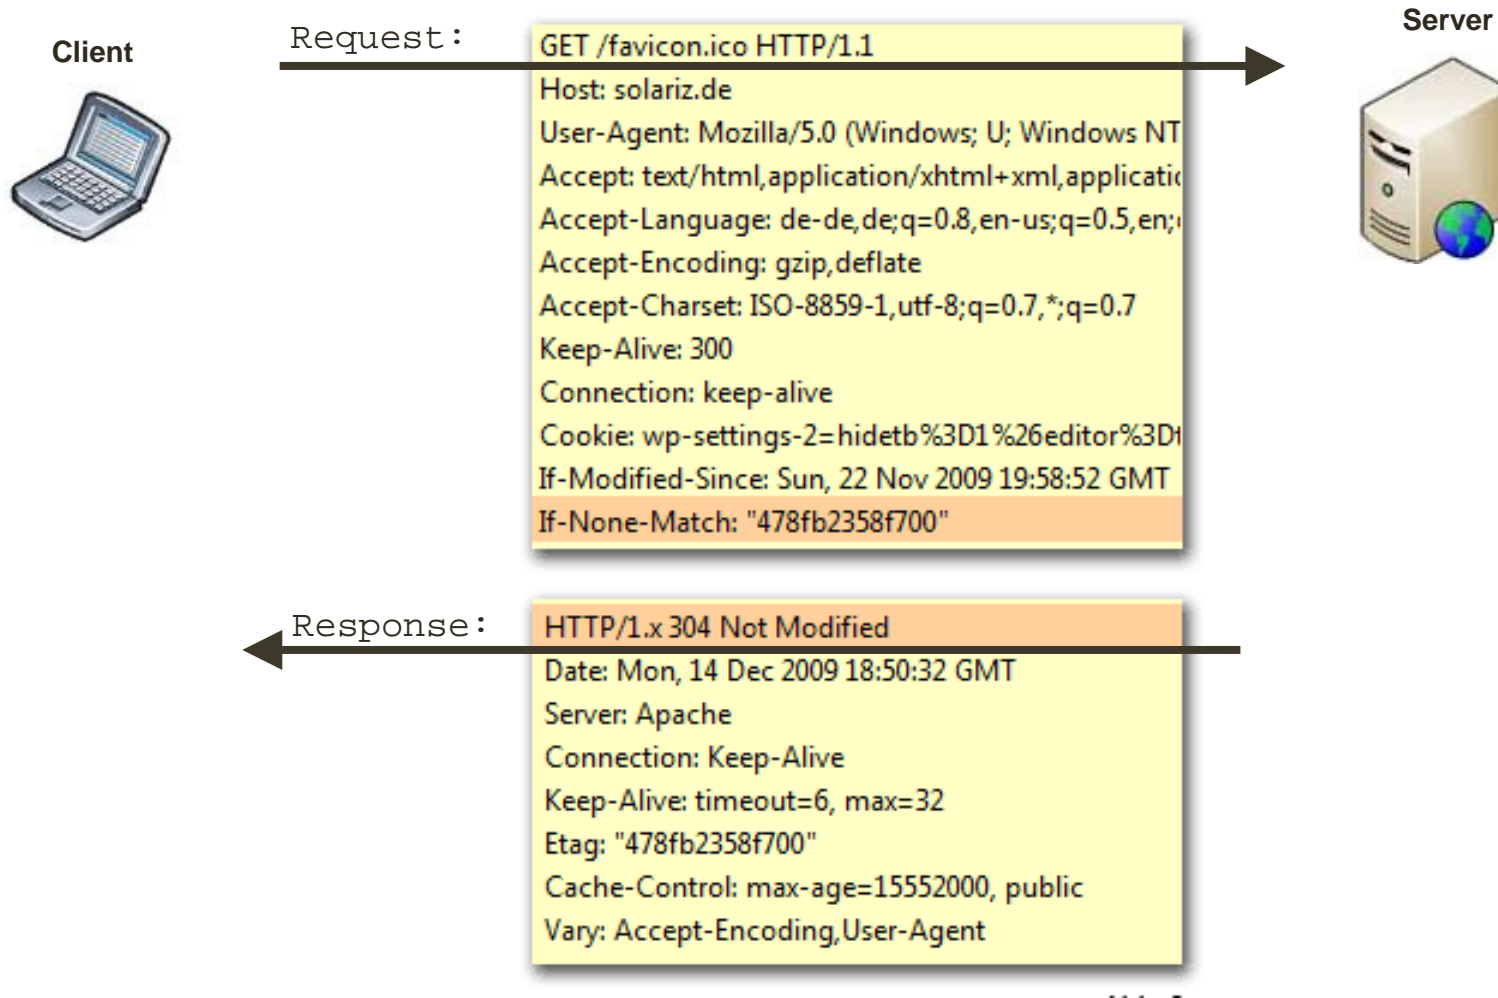 Client
Request:
Server
GET /favicon.ico HTTP/1.1
Host: solariz.de
User-Agent: Mozilla/5.0 (Windows; U; Windows NT
Accept: text/html,application/xhtml+xml,applicatio
Accept-Language: de-de,de;q=0.8,en-us;q=0.5,en;
Accept-Encoding: gzip,deflate
Accept-Charset: ISO-8859-1,utf-8;q=0.7,*;q=0.7
Keep-Alive: 300
Connection: keep-alive
Cookie: wp-settings-2=hidetb%3D1%26editor%3D
If-Modified-Since: Sun, 22 Nov 2009 19:58:52 GMT
If-None-Match: "478fb2358f700"
Response:
HTTP/1.x 304 Not Modified
Date: Mon, 14 Dec 2009 18:50:32 GMT
Server: Apache
Connection: Keep-Alive
Keep-Alive: timeout=6, max=32
Etag: "478fb2358f700"
Cache-Control: max-age=15552000, public
Vary: Accept-Encoding,User-Agent